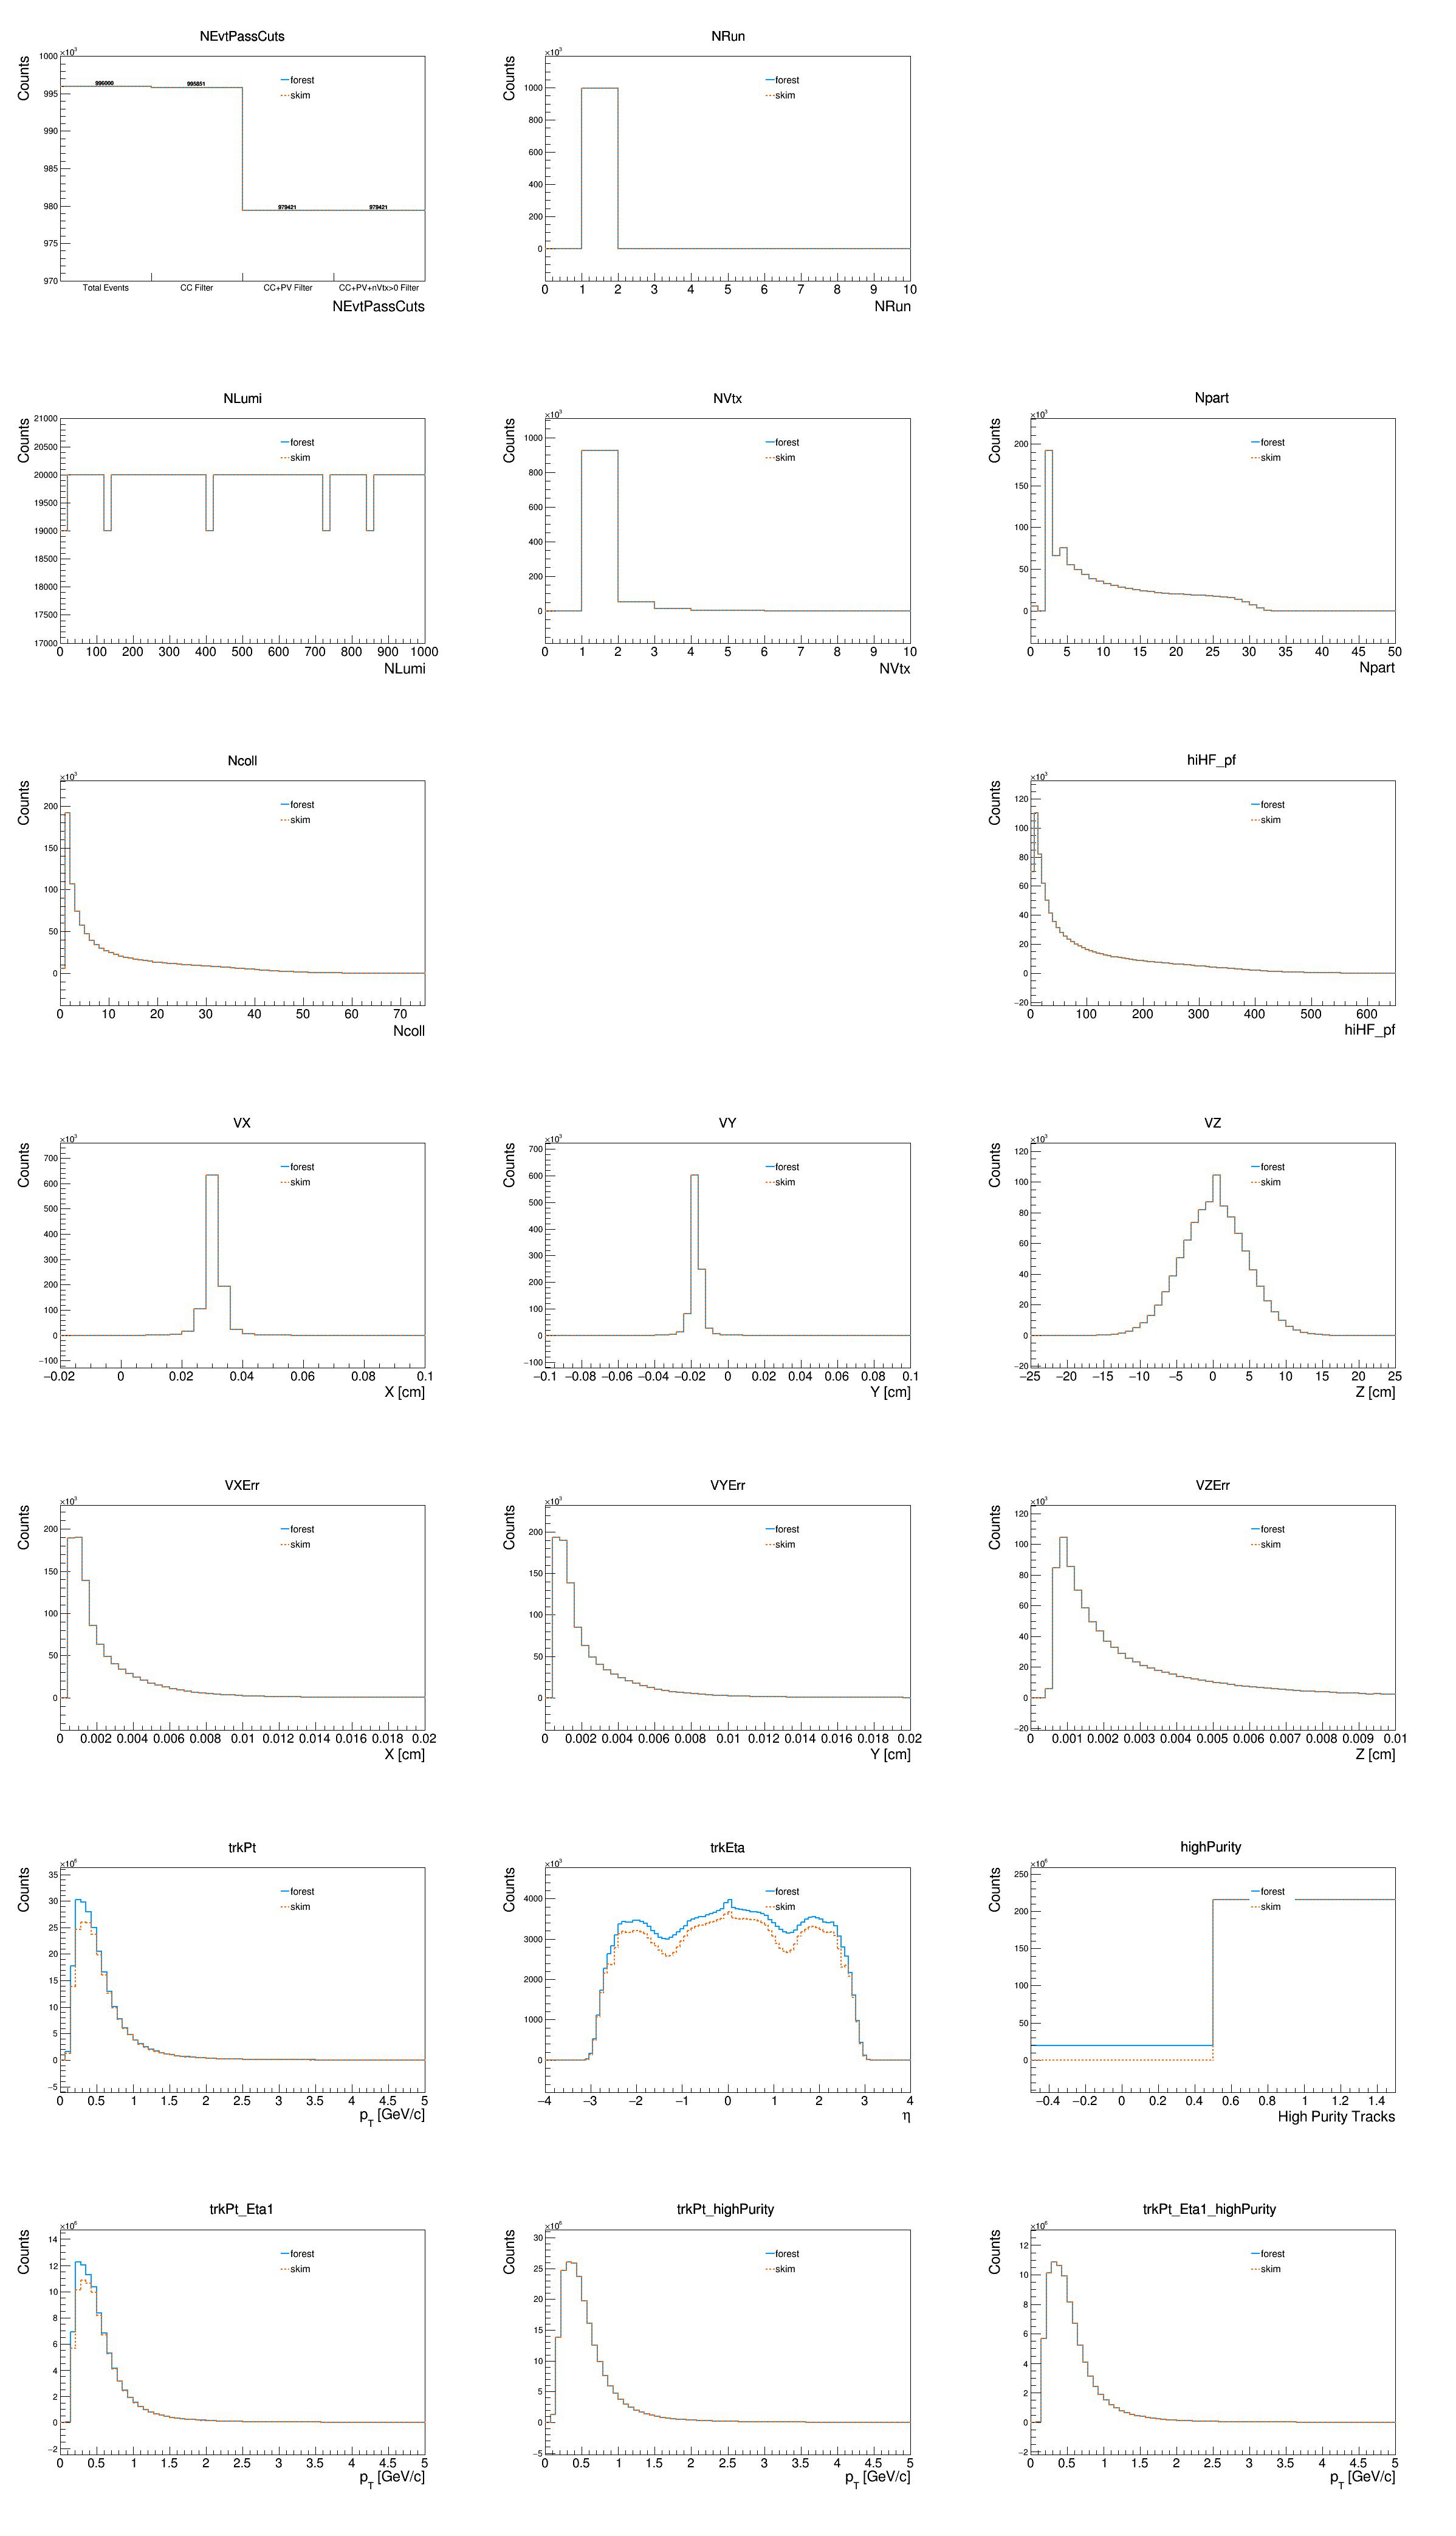 NEvtPassCuts
Counts
×10³
1000
995
990
985
980
975
970
996000
995851
979421
979421
forest
skim
Total Events
CC Filter
CC+PV Filter
CC+PV+nVtx>0 Filter
NEvtPassCuts
NRun
Counts
×10³
1000
800
600
400
200
0
forest
skim
0 1 2 3 4 5 6 7 8 9 10
NRun
NLumi
Counts
21000
20500
20000
19500
19000
18500
18000
17500
17000
forest
skim
0 100 200 300 400 500 600 700 800 900 1000
NLumi
NVtx
Counts
×10³
1000
800
600
400
200
0
forest
skim
0 1 2 3 4 5 6 7 8 9 10
NVtx
Npart
Counts
×10³
200
150
100
50
0
forest
skim
0 5 10 15 20 25 30 35 40 45 50
Npart
Ncoll
Counts
×10³
200
150
100
50
0
forest
skim
0 10 20 30 40 50 60 70
Ncoll
hiHF_pf
Counts
×10³
120
100
80
60
40
20
0
−20
forest
skim
0 100 200 300 400 500 600
hiHF_pf
VX
Counts
×10³
700
600
500
400
300
200
100
0
−100
forest
skim
−0.02 0 0.02 0.04 0.06 0.08 0.1
X [cm]
VY
Counts
×10³
700
600
500
400
300
200
100
0
−100
forest
skim
−0.1 −0.08 −0.06 −0.04 −0.02 0 0.02 0.04 0.06 0.08 0.1
Y [cm]
VZ
Counts
×10³
120
100
80
60
40
20
0
−20
forest
skim
−25 −20 −15 −10 −5 0 5 10 15 20 25
Z [cm]
VXErr
Counts
×10³
200
150
100
50
0
forest
skim
0 0.002 0.004 0.006 0.008 0.01 0.012 0.014 0.016 0.018 0.02
X [cm]
VYErr
Counts
×10³
200
150
100
50
0
forest
skim
0 0.002 0.004 0.006 0.008 0.01 0.012 0.014 0.016 0.018 0.02
Y [cm]
VZErr
Counts
×10³
120
100
80
60
40
20
0
−20
forest
skim
0 0.001 0.002 0.003 0.004 0.005 0.006 0.007 0.008 0.009 0.01
Z [cm]
trkPt
Counts
×10⁶
35
30
25
20
15
10
5
0
−5
forest
skim
0 0.5 1 1.5 2 2.5 3 3.5 4 4.5 5
p_T [GeV/c]
trkEta
Counts
×10³
4000
3000
2000
1000
0
forest
skim
−4 −3 −2 −1 0 1 2 3 4
η
highPurity
Counts
×10⁶
250
200
150
100
50
0
forest
skim
−0.4 −0.2 0 0.2 0.4 0.6 0.8 1 1.2 1.4
High Purity Tracks
trkPt_Eta1
Counts
×10⁶
14
12
10
8
6
4
2
0
−2
forest
skim
0 0.5 1 1.5 2 2.5 3 3.5 4 4.5 5
p_T [GeV/c]
trkPt_highPurity
Counts
×10⁶
30
25
20
15
10
5
0
−5
forest
skim
0 0.5 1 1.5 2 2.5 3 3.5 4 4.5 5
p_T [GeV/c]
trkPt_Eta1_highPurity
Counts
×10⁶
12
10
8
6
4
2
0
−2
forest
skim
0 0.5 1 1.5 2 2.5 3 3.5 4 4.5 5
p_T [GeV/c]